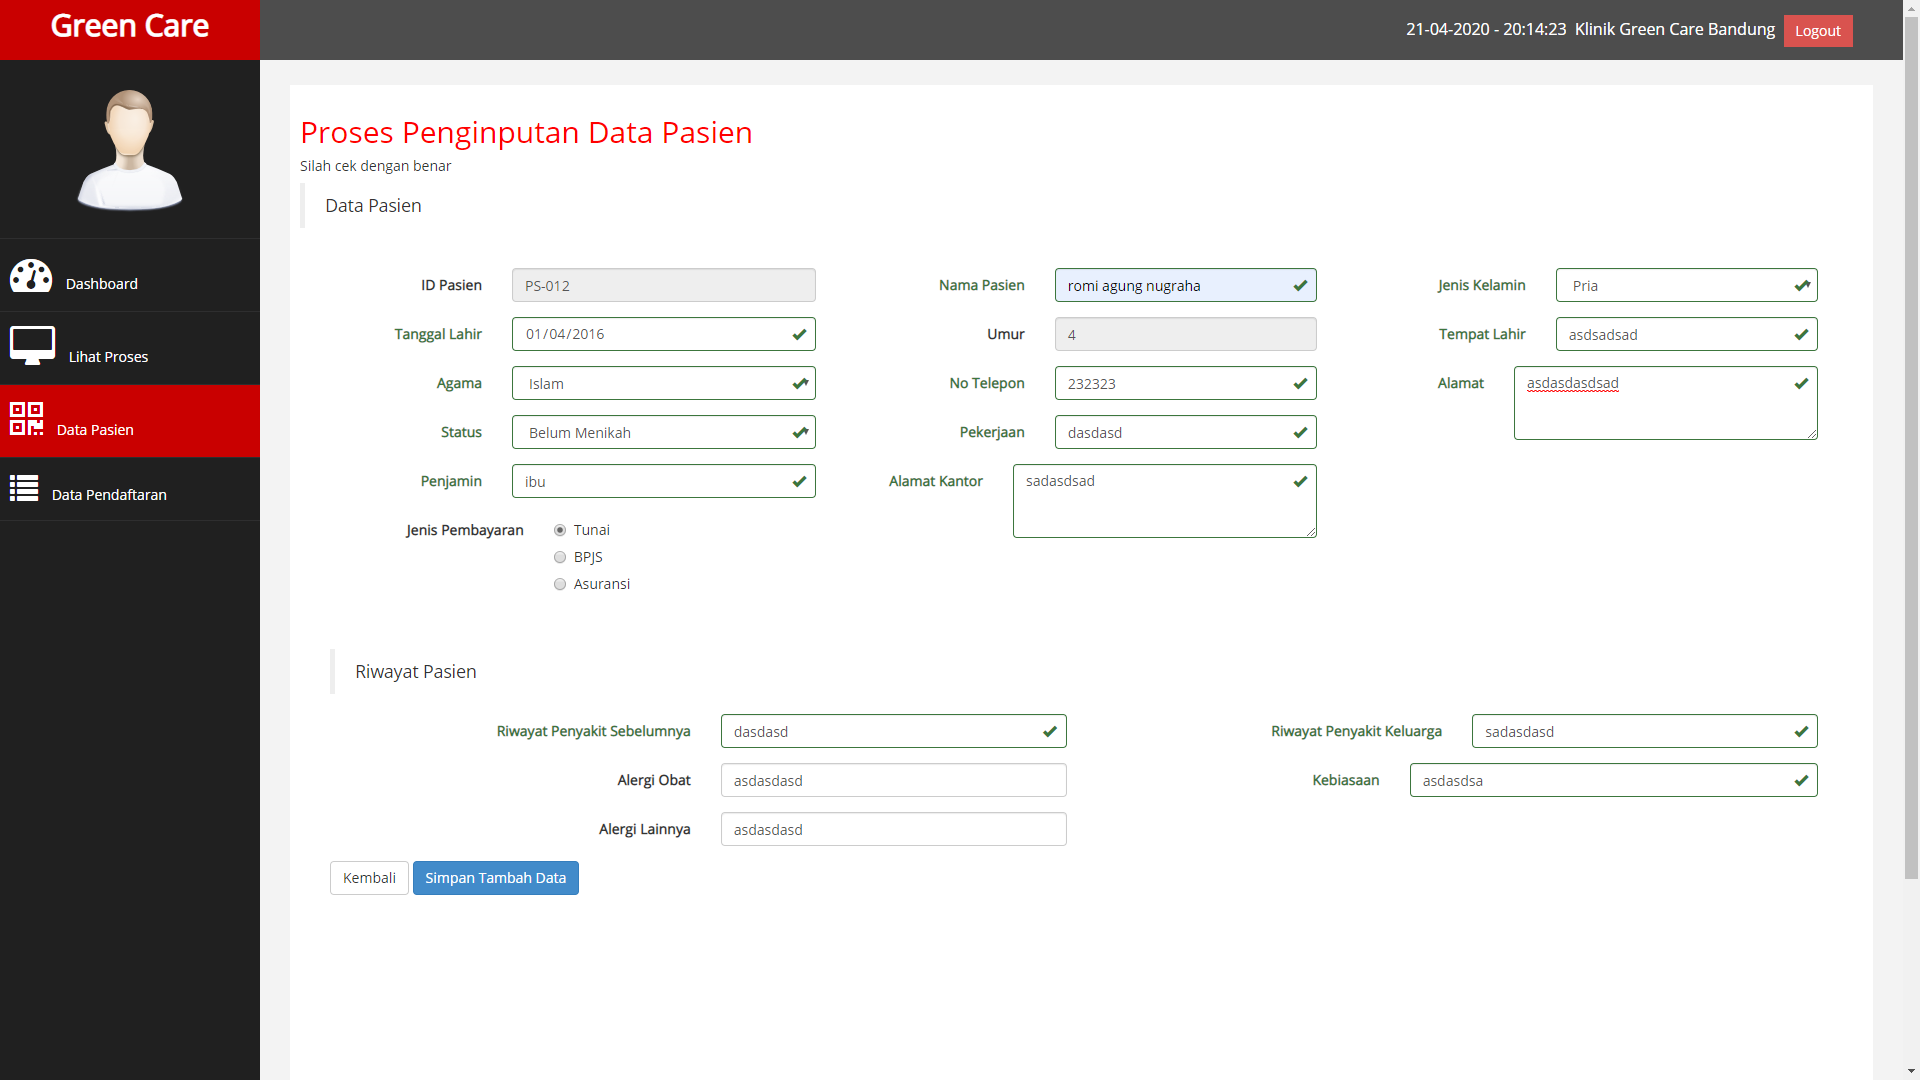 Green Care
21-04-2020 - 20:14:23 Klinik Green Care Bandung Logout
Dashboard
Lihat Proses
Data Pasien
Data Pendaftaran
Proses Penginputan Data Pasien
Silah cek dengan benar
Data Pasien
ID Pasien PS-012 Nama Pasien romi agung nugraha Jenis Kelamin Pria
Tanggal Lahir 01/04/2016 Umur 4 Tempat Lahir asdsadsad
Agama Islam No Telepon 232323 Alamat asdasdasdsad
Status Belum Menikah Pekerjaan dasdasd
Penjamin ibu Alamat Kantor sadasdsad
Jenis Pembayaran Tunai
BPJS
Asuransi
Riwayat Pasien
Riwayat Penyakit Sebelumnya dasdasd Riwayat Penyakit Keluarga sadasdasd
Alergi Obat asdasdasd Kebiasaan asdasdsa
Alergi Lainnya asdasdasd
Kembali Simpan Tambah Data